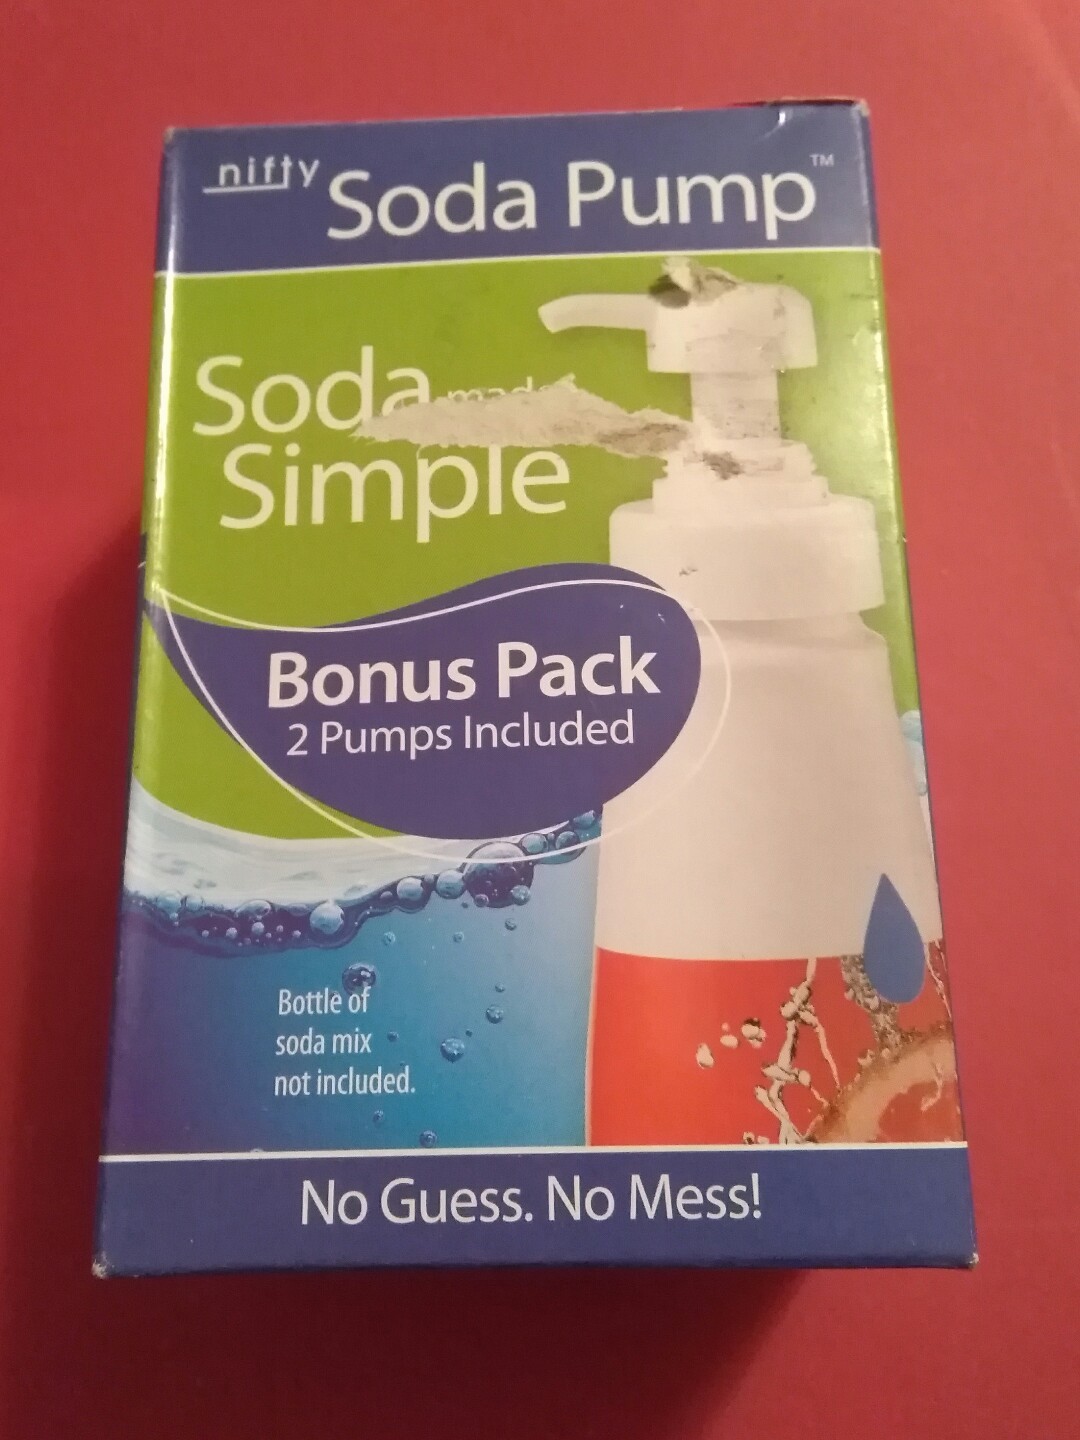 nifty Soda Pump™
Soda made
Simple
Bonus Pack
2 Pumps Included
Bottle of
soda mix
not included.
No Guess. No Mess!